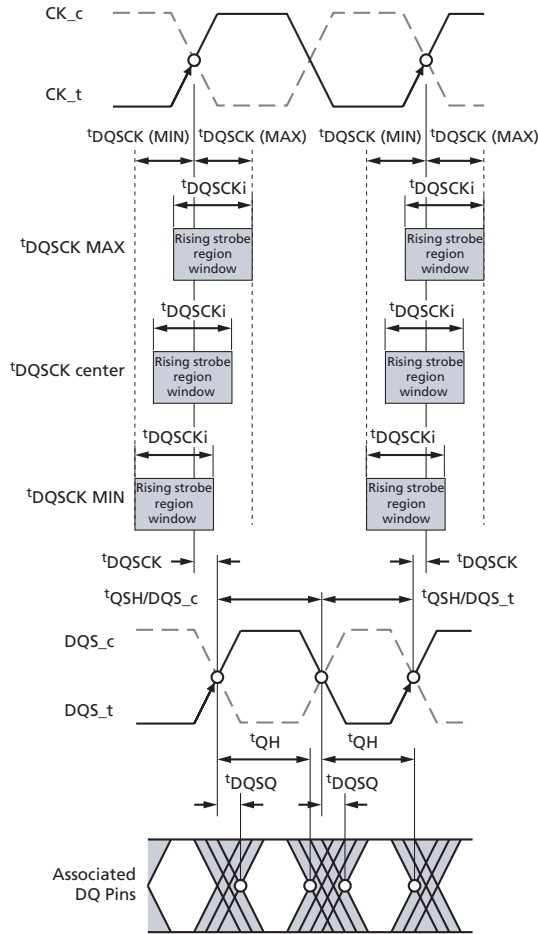 CK_c
CK_t
tDQSCK (MIN) tDQSCK (MAX) tDQSCK (MIN) tDQSCK (MAX)
tDQSCKi tDQSCKi
tDQSCK MAX
Rising strobe
region
window
Rising strobe
region
window
tDQSCKi tDQSCKi
tDQSCK center
Rising strobe
region
window
Rising strobe
region
window
tDQSCKi tDQSCKi
tDQSCK MIN
Rising strobe
region
window
Rising strobe
region
window
tDQSCK tDQSCK
tQSH/DQS_c tQSH/DQS_t
DQS_c
DQS_t
tQH tQH
tDQSQ tDQSQ
Associated
DQ Pins